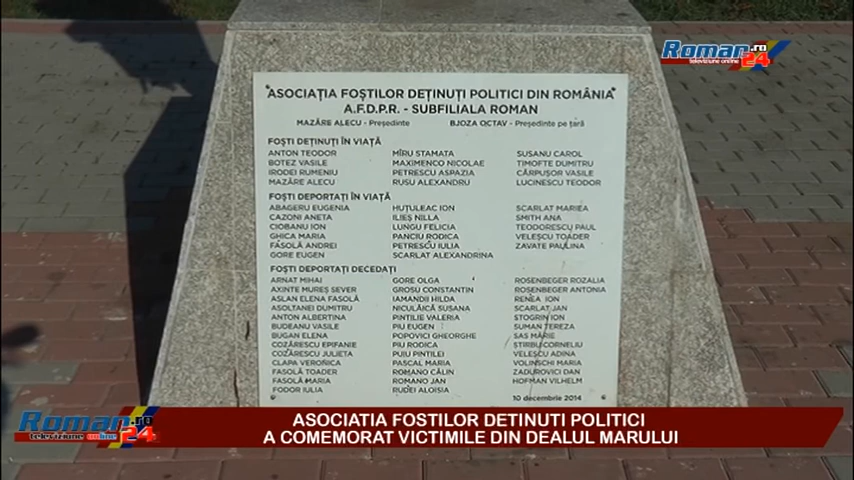 Roman.ro
televiziune online 24
ASOCIAȚIA FOȘTILOR DEȚINUȚI POLITICI DIN ROMÂNIA
A.F.D.P.R. - SUBFILIALA ROMAN
MAZĂRE ALECU - Președinte BJOZA OCTAV - Președinte pe țară
FOȘTI DEȚINUȚI ÎN VIAȚĂ
ANTON TEODOR MÎRU STAMATA SUSANU CAROL
BOTEZ VASILE MAXIMENCO NICOLAE TIMOFTE DUMITRU
IRODEI RUMENIU PETRESCU ASPAZIA CĂRPUȘOR VASILE
MAZĂRE ALECU RUSU ALEXANDRU LUCINESCU TEODOR
FOȘTI DEPORTAȚI ÎN VIAȚĂ
ABAGERU EUGENIA HUȚULEAC ION SCARLAT MARIEA
CAZONI ANETA ILIEȘ NILLA SMITH ANA
CIOBANU ION LUNGU FELICIA TEODORESCU PAUL
GHICA MARIA PANCIU RODICA VELEȘCU TOADER
FASOLĂ ANDREI PETRESCU IULIA ZAVATE PAULINA
GORE EUGEN SCARLAT ALEXANDRINA
FOȘTI DEPORTAȚI DECEDAȚI
ARNAT MIHAI GORE OLGA ROSENBEGER ROZALIA
AXINTE MUREȘ SEVER GROSU CONSTANTIN ROSENBEGER ANTONIA
ASLAN ELENA FASOLĂ IAMANDII HILDA RENEA ION
ASOLTANEI DUMITRU NICULĂICĂ SUSANA SCARLAT JAN
ANTON ALBERTINA PINTILIE VALERIA STOGRIN ION
BUDEANU VASILE PIU EUGEN SUMAN TEREZA
BUGAN ELENA POPOVICI GHEORGHE SAS MARIE
COZĂRESCU EPIFANIE PIU RODICA ȘTIRBU CORNELIU
COZĂRESCU JULIETA PUIU PINTILEI VELESCU ADINA
CLAPA VERONICA PASCAL MARIA VOLINSCHI MARIA
FASOLĂ TOADER ROMANO CĂLIN ZADUROVICI DAN
FASOLĂ MARIA ROMANO JAN HOFMAN VILHELM
FODOR IULIA RUDEI ALOISIA
10 decembrie 2014
Roman.ro
televiziune online 24
ASOCIATIA FOSTILOR DETINUTI POLITICI
A COMEMORAT VICTIMILE DIN DEALUL MARULUI